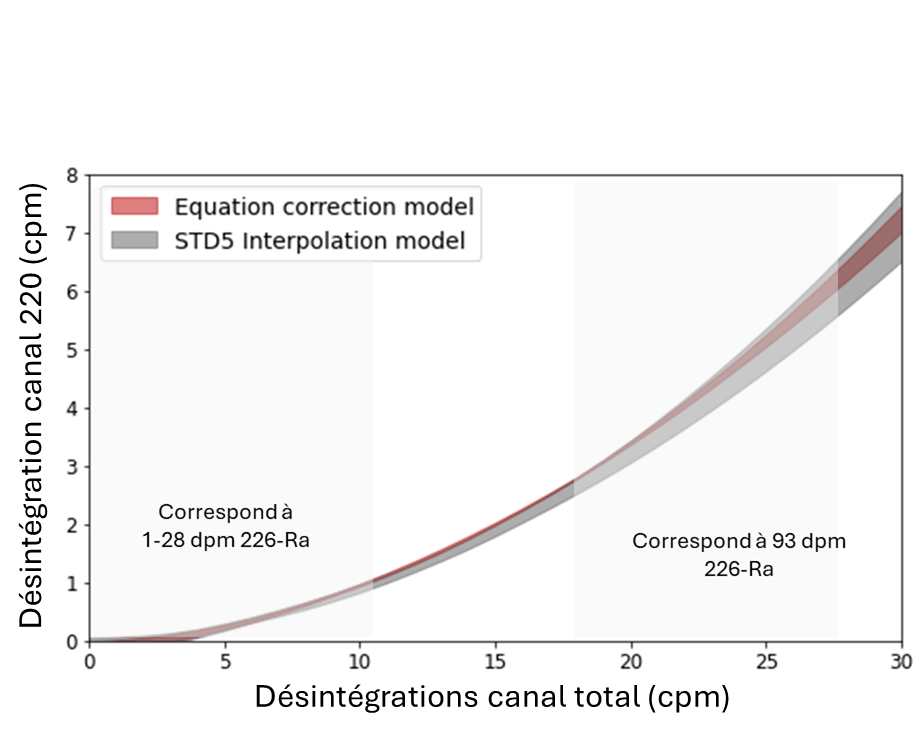 Equation correction model
STD5 Interpolation model
Désintégration canal 220 (cpm)
8
7
6
5
4
3
2
1
0
Correspond à
1-28 dpm 226-Ra
Correspond à 93 dpm
226-Ra
0 5 10 15 20 25 30
Désintégrations canal total (cpm)